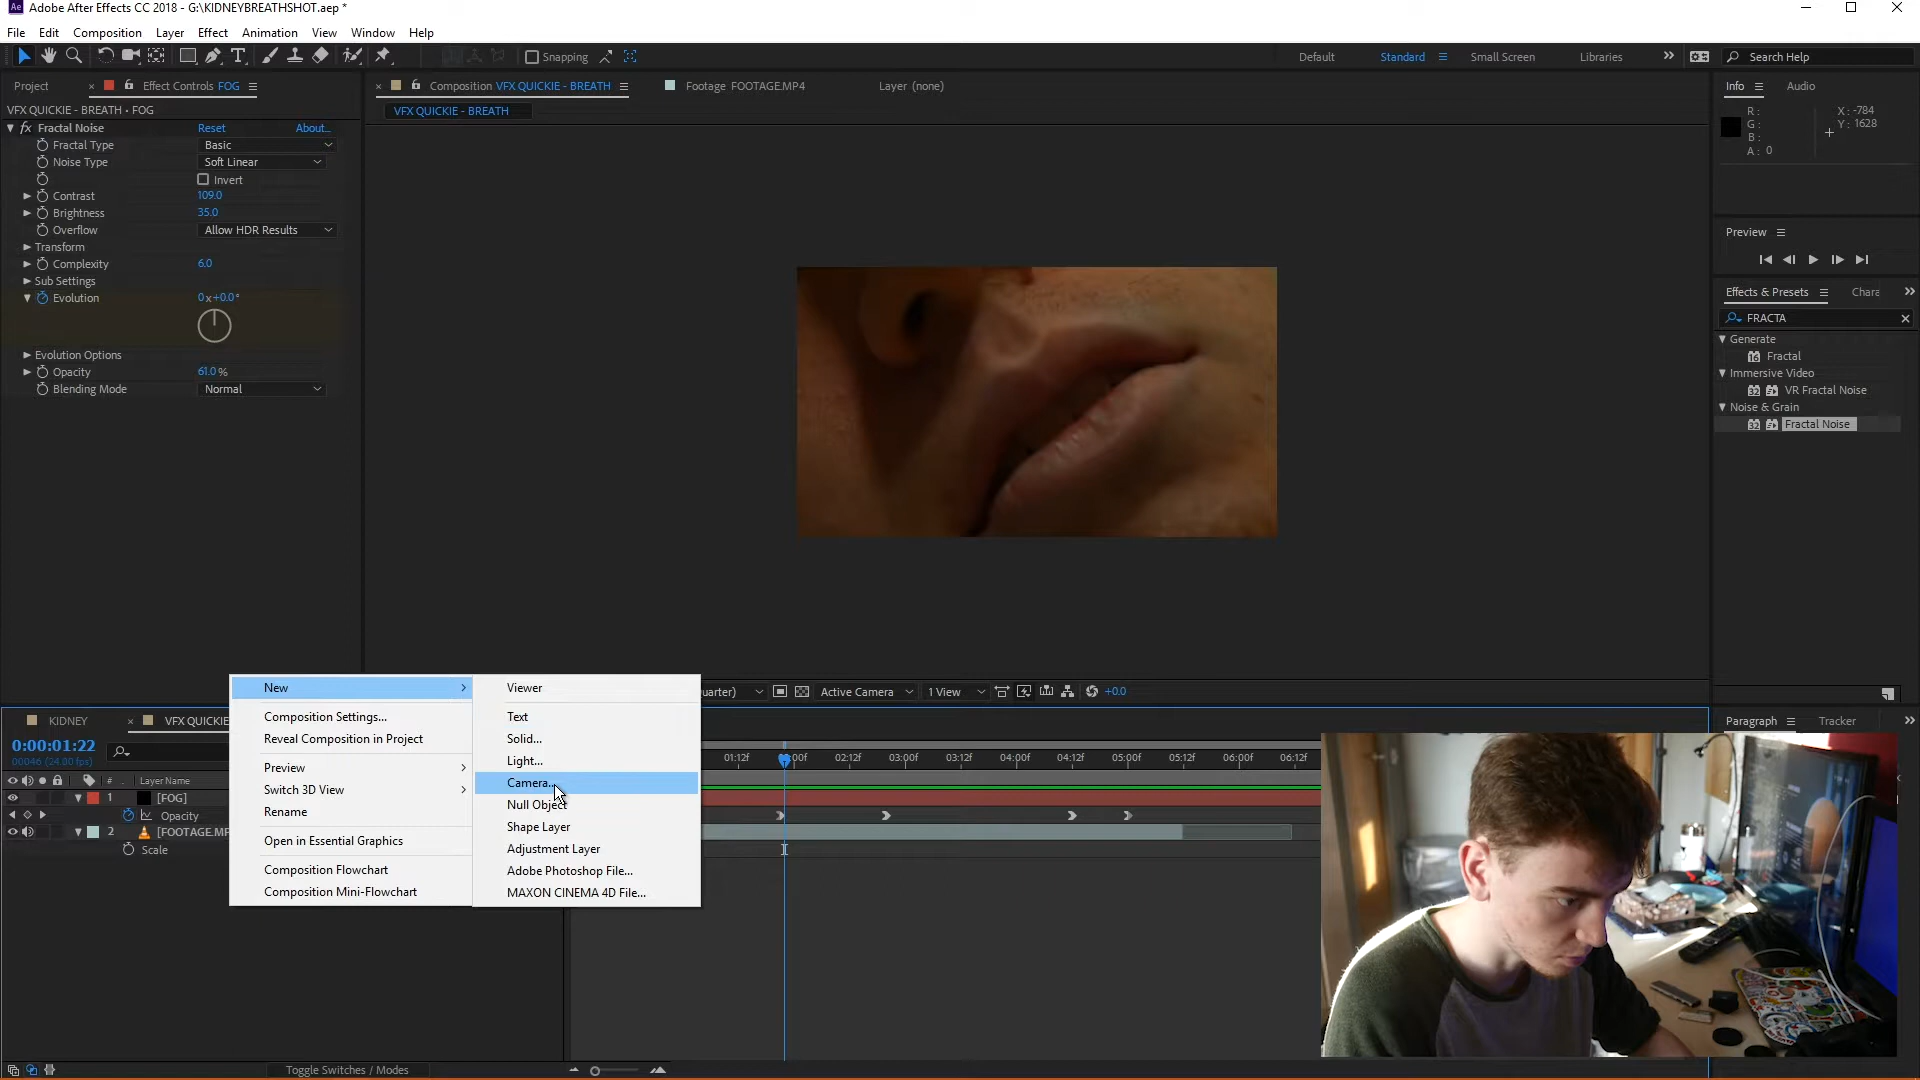 Adobe After Effects CC 2018 - G:\KIDNEYBREATHSHOT.aep *
File Edit Composition Layer Effect Animation View Window Help
Snapping
Default Standard Small Screen Libraries Search Help
Project Effect Controls FOG
Composition VFX QUICKIE - BREATH Footage FOOTAGE.MP4 Layer (none)
Info Audio
VFX QUICKIE - BREATH • FOG
VFX QUICKIE - BREATH
fx Fractal Noise Reset About...
Fractal Type Basic
Noise Type Soft Linear
Invert
Contrast 109.0
Brightness 35.0
Overflow Allow HDR Results
Transform
Complexity 6.0
Sub Settings
Evolution 0x+0.0°
Evolution Options
Opacity 61.0 %
Blending Mode Normal
R:
G:
B:
A: 0
X: -784
Y: 1628
Preview
Effects & Presets Chara
FRACTA
Generate
Fractal
Immersive Video
VR Fractal Noise
Noise & Grain
Fractal Noise
uarter) Active Camera 1 View +0.0
KIDNEY VFX QUICKIE
Paragraph Tracker
0:00:01:22
00046 (24.00 fps)
# Layer Name
1 [FOG]
Opacity
2 [FOOTAGE.MP
Scale
01:12f 00f 02:12f 03:00f 03:12f 04:00f 04:12f 05:00f 05:12f 06:00f 06:12f
New
Composition Settings...
Reveal Composition in Project
Preview
Switch 3D View
Rename
Open in Essential Graphics
Composition Flowchart
Composition Mini-Flowchart
Viewer
Text
Solid...
Light...
Camera...
Null Object
Shape Layer
Adjustment Layer
Adobe Photoshop File...
MAXON CINEMA 4D File...
Toggle Switches / Modes